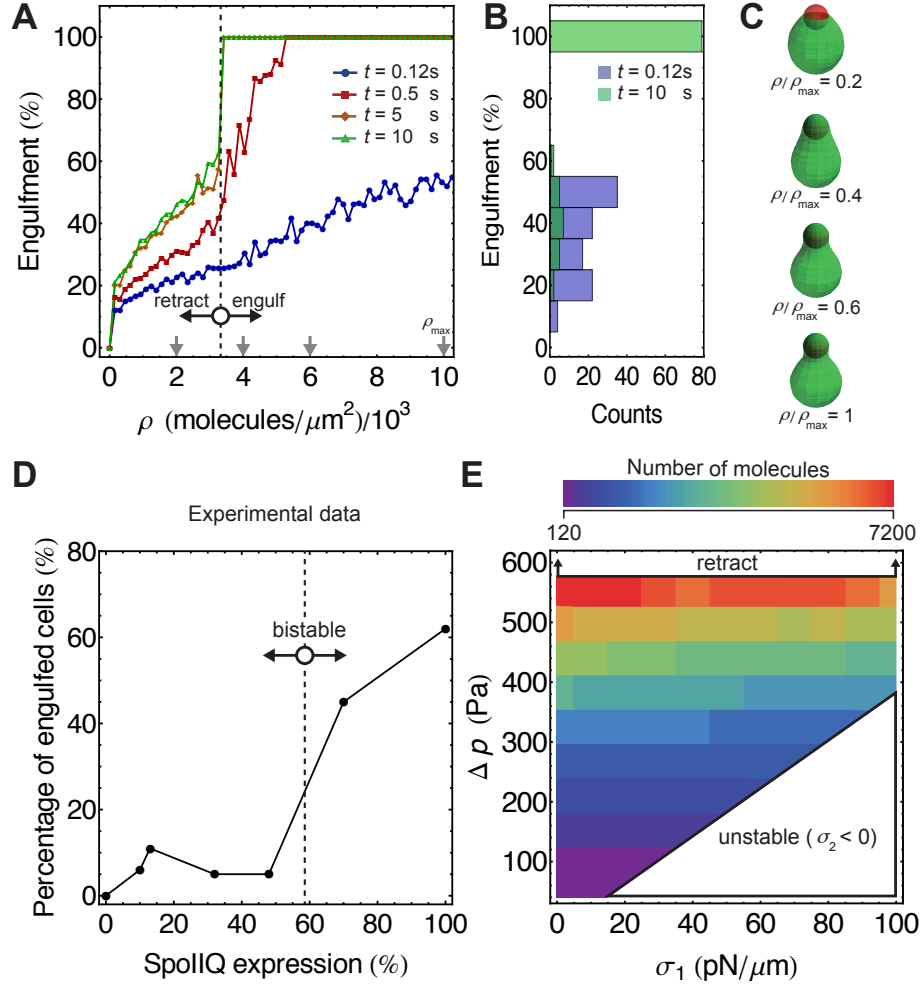 A
Engulfment (%)
100
80
60
40
20
0
t = 0.12s
t = 0.5 s
t = 5 s
t = 10 s
retract
engulf
ρmax
0 2 4 6 8 10
ρ (molecules/μm²)/10³
B
Engulfment (%)
100
80
60
40
20
0
t = 0.12s
t = 10 s
0 20 40 60 80
Counts
C
ρ/ρmax = 0.2
ρ/ρmax = 0.4
ρ/ρmax = 0.6
ρ/ρmax = 1
D
Experimental data
Percentage of engulfed cells (%)
80
60
40
20
0
bistable
0 20 40 60 80 100
SpoIIQ expression (%)
E
Number of molecules
120 7200
Δp (Pa)
600
500
400
300
200
100
retract
unstable (σ₂ < 0)
0 20 40 60 80 100
σ₁ (pN/μm)